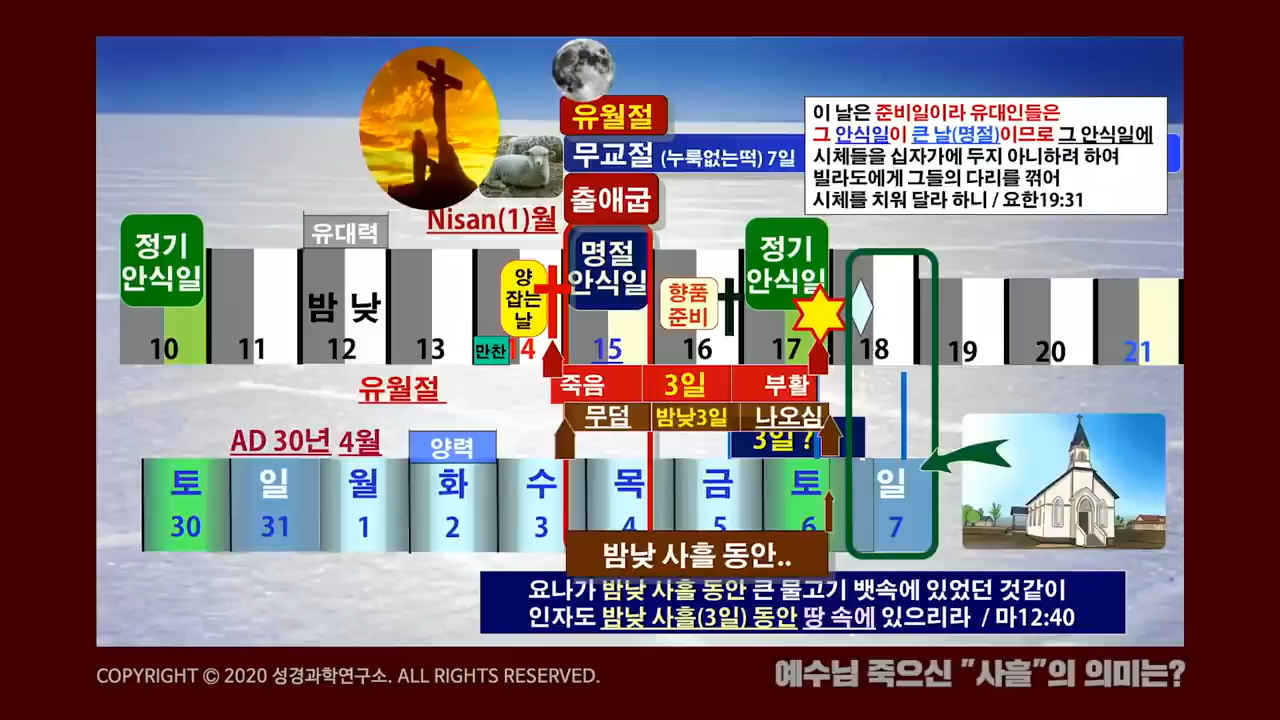 유월절
무교절 (누룩없는떡) 7일
출애굽
이 날은 준비일이라 유대인들은
그 안식일이 큰 날(명절)이므로 그 안식일에
시체들을 십자가에 두지 아니하려 하여
빌라도에게 그들의 다리를 꺾어
시체를 치워 달라 하니 / 요한19:31
Nisan(1)월
유대력
정기
안식일
명절
안식일
정기
안식일
양
잡는
날
향품
준비
밤 낮
만찬
10 11 12 13 14 15 16 17 18 19 20 21
유월절
죽음 3일 부활
무덤 밤낮3일 나오심
3일 ?
AD 30년 4월
양력
토 일 월 화 수 목 금 토 일
30 31 1 2 3 4 5 6 7
밤낮 사흘 동안..
요나가 밤낮 사흘 동안 큰 물고기 뱃속에 있었던 것같이
인자도 밤낮 사흘(3일) 동안 땅 속에 있으리라 / 마12:40
COPYRIGHT © 2020 성경과학연구소. ALL RIGHTS RESERVED.
예수님 죽으신 "사흘"의 의미는?